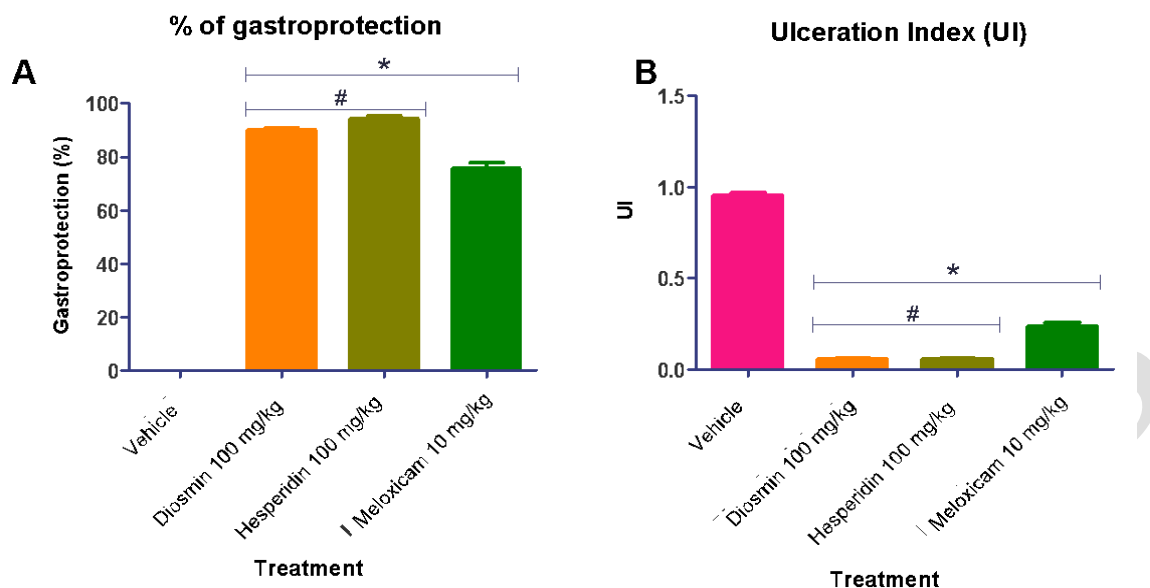 % of gastroprotection
A
*
#
Gastroprotection (%)
100
80
60
40
20
0
Vehicle
Diosmin 100 mg/kg
Hesperidin 100 mg/kg
Meloxicam 10 mg/kg
Treatment
Ulceration Index (UI)
B
*
#
UI
1.5
1.0
0.5
0.0
Vehicle
Diosmin 100 mg/kg
Hesperidin 100 mg/kg
Meloxicam 10 mg/kg
Treatment